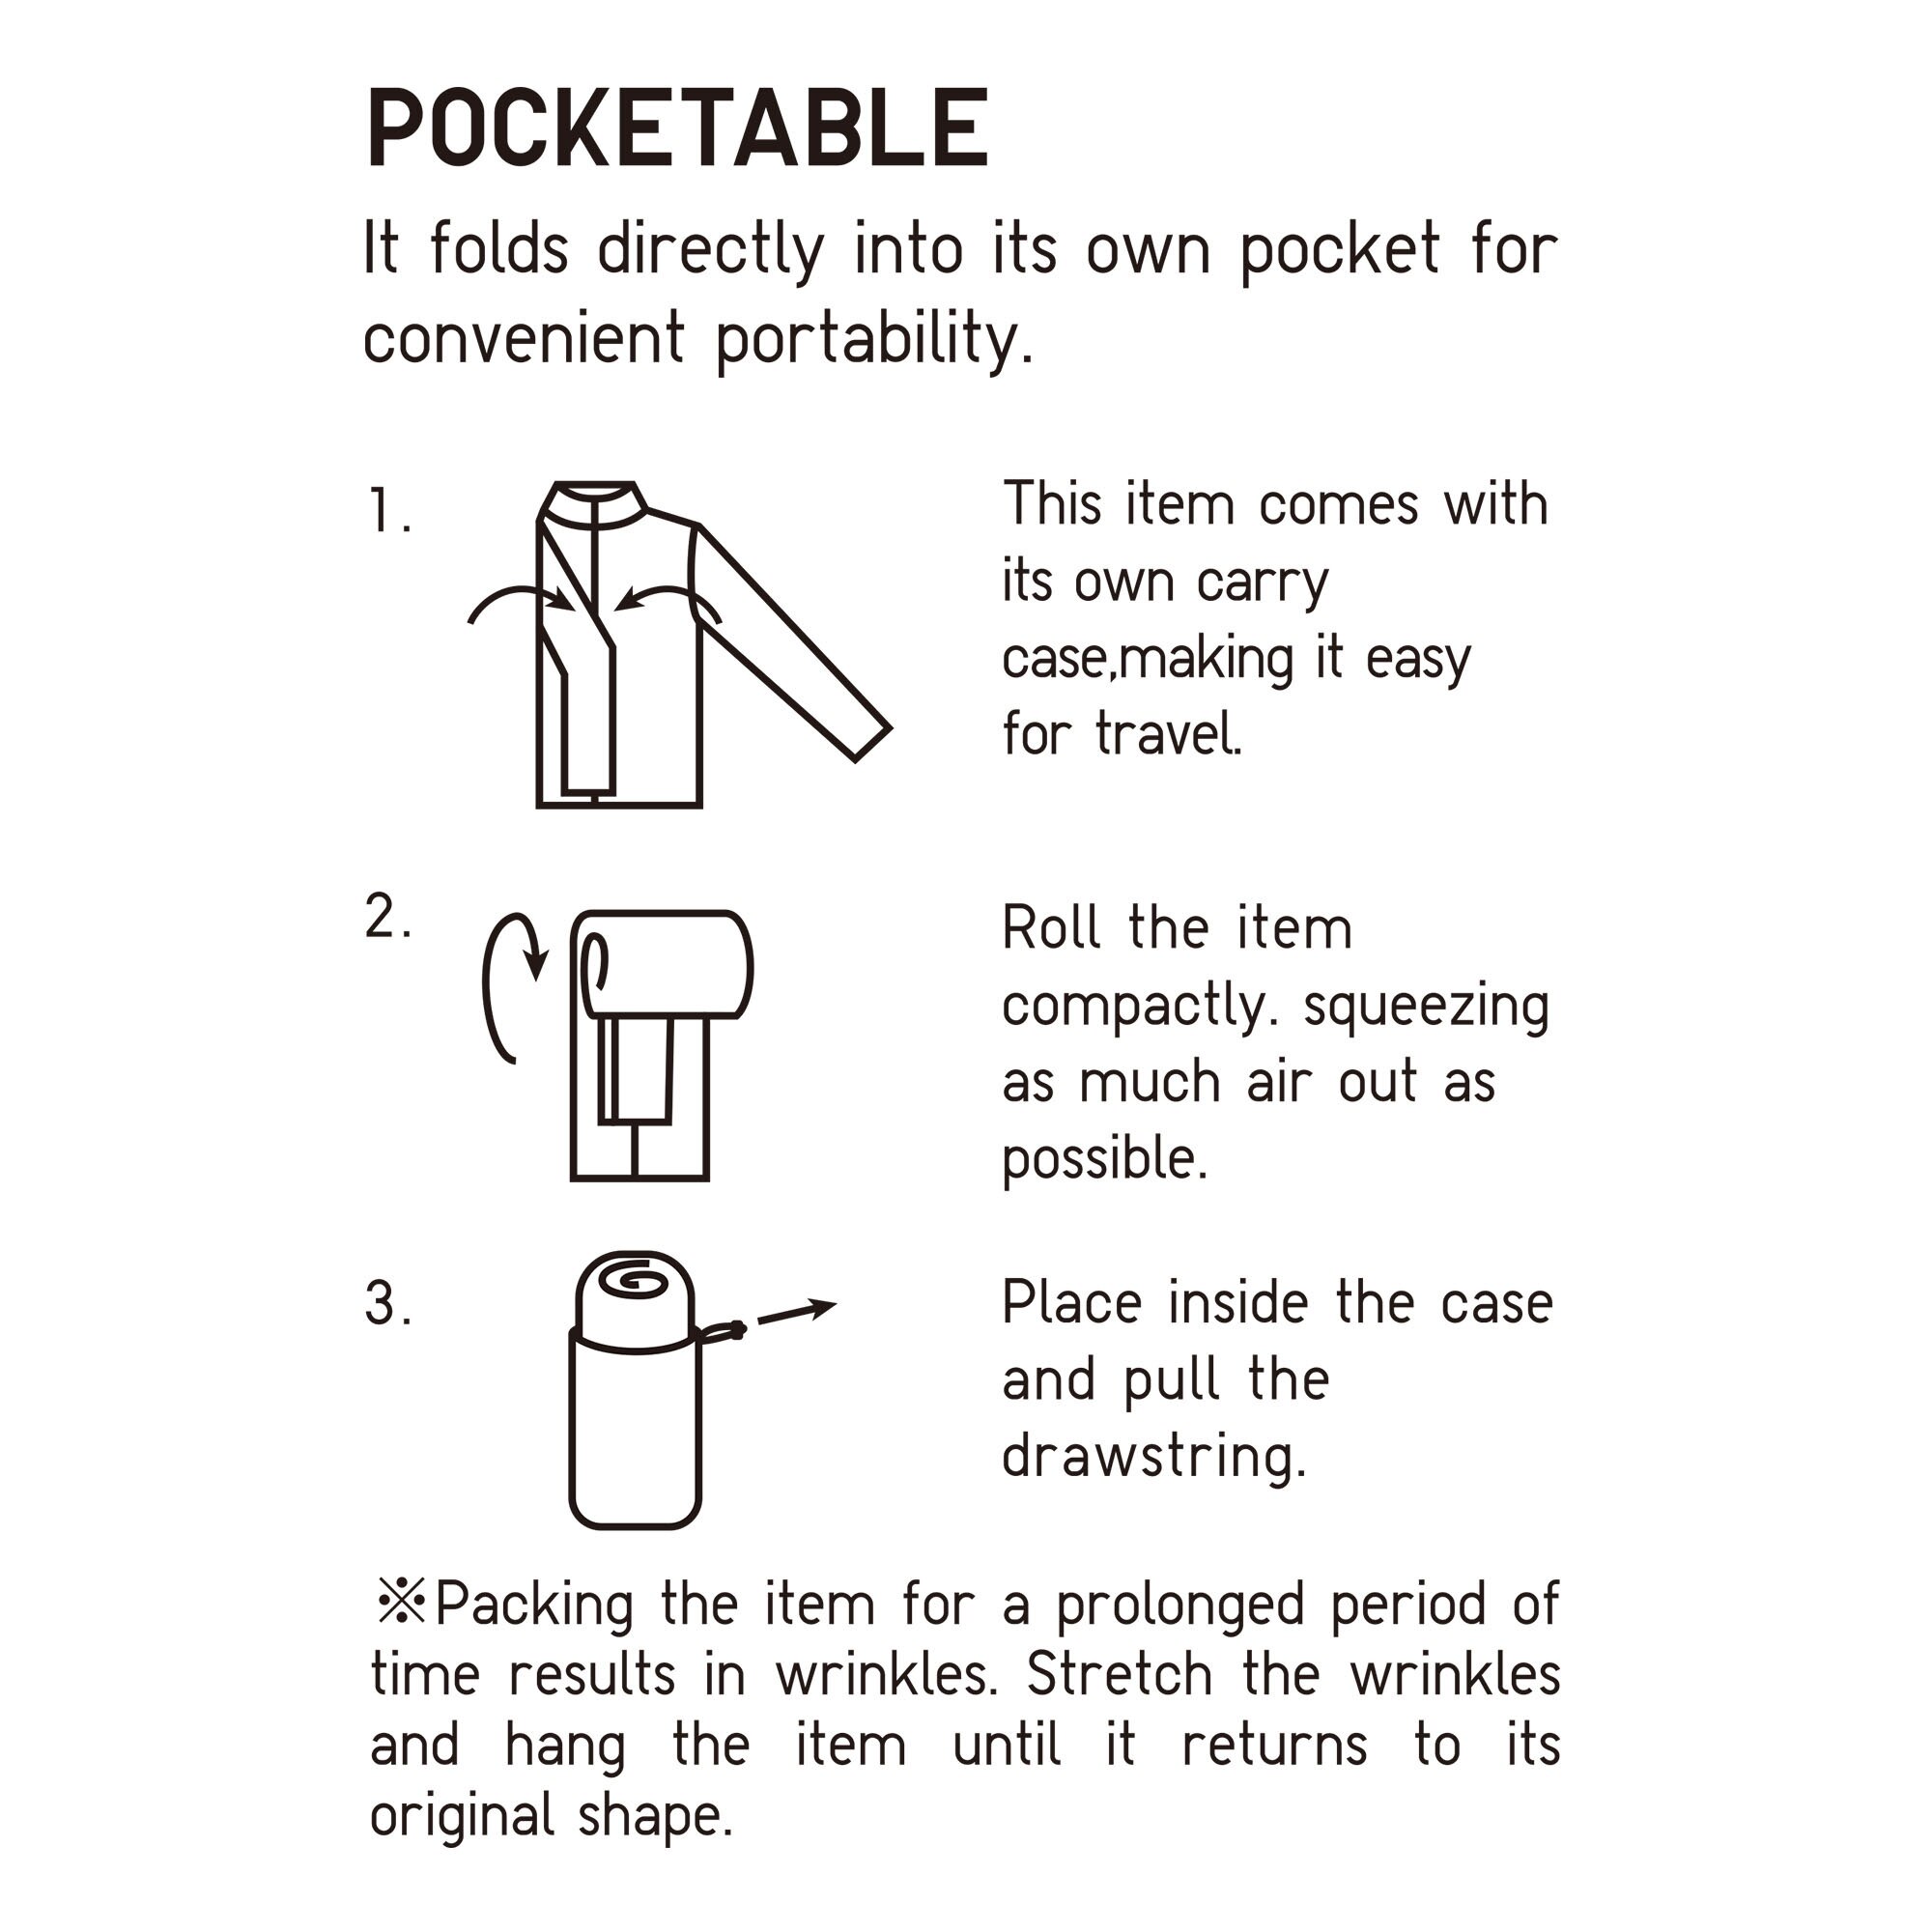 POCKETABLE
It folds directly into its own pocket for
convenient portability.
1.
This item comes with
its own carry
case,making it easy
for travel.
2.
Roll the item
compactly. squeezing
as much air out as
possible.
3.
Place inside the case
and pull the
drawstring.
※Packing the item for a prolonged period of
time results in wrinkles. Stretch the wrinkles
and hang the item until it returns to its
original shape.